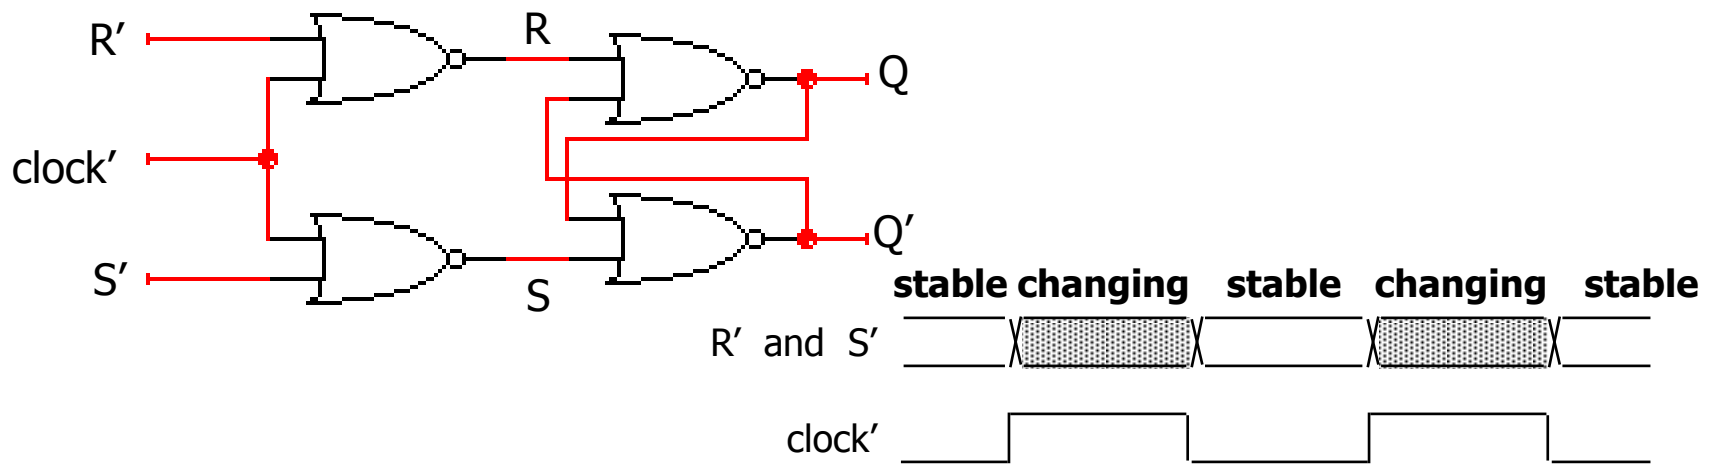 R′
R
Q
clock′
Q′
S′
S
stable changing stable changing stable
R′ and S′
clock′